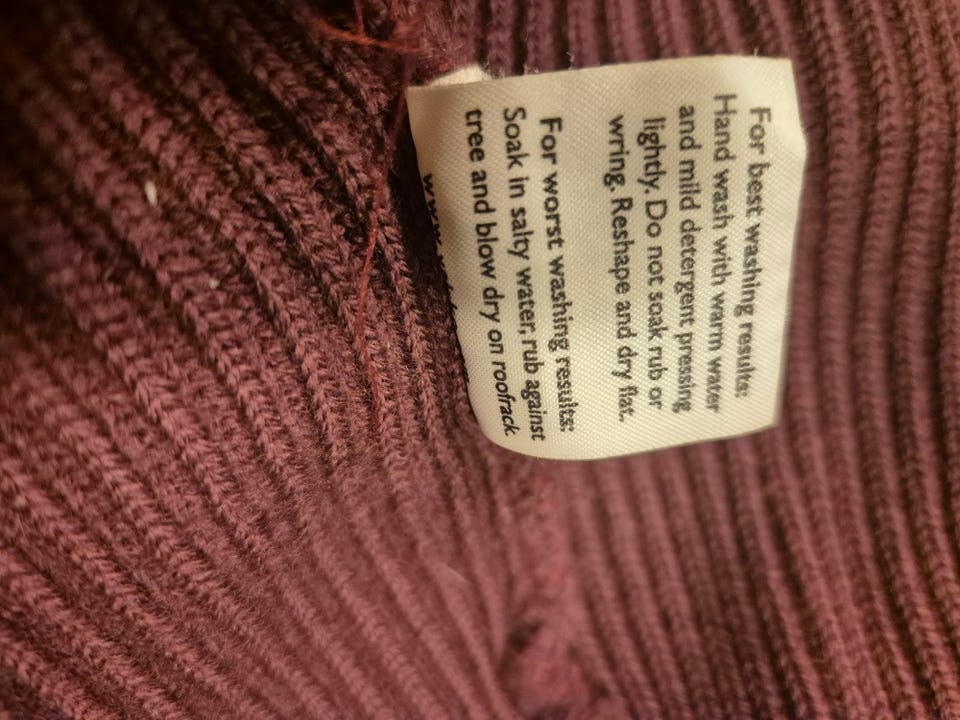 For best washing results:
Hand wash with warm water
and mild detergent pressing
lightly. Do not soak rub or
wring. Reshape and dry flat.
For worst washing results:
Soak in salty water, rub against
tree and blow dry on roofrack.